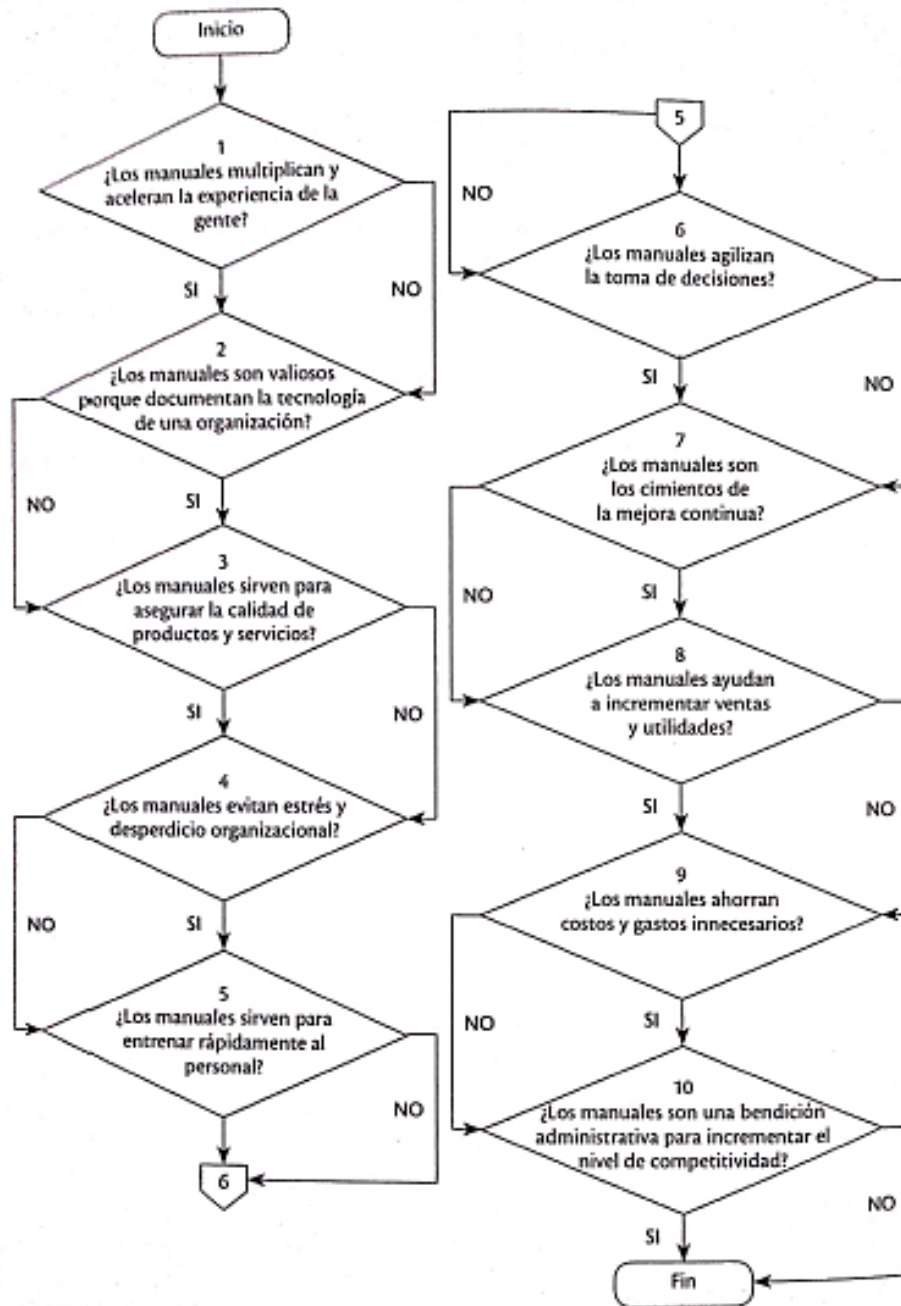 Inicio
1
¿Los manuales multiplican y
aceleran la experiencia de la
gente?
SI
NO
2
¿Los manuales son valiosos
porque documentan la tecnología
de una organización?
NO
SI
3
¿Los manuales sirven para
asegurar la calidad de
productos y servicios?
SI
NO
4
¿Los manuales evitan estrés y
desperdicio organizacional?
NO
SI
5
¿Los manuales sirven para
entrenar rápidamente al
personal?
NO
6
5
NO
6
¿Los manuales agilizan
la toma de decisiones?
SI
NO
7
¿Los manuales son
los cimientos de
la mejora continua?
NO
SI
8
¿Los manuales ayudan
a incrementar ventas
y utilidades?
SI
NO
9
¿Los manuales ahorran
costos y gastos innecesarios?
NO
SI
10
¿Los manuales son una bendición
administrativa para incrementar el
nivel de competitividad?
NO
SI
Fin